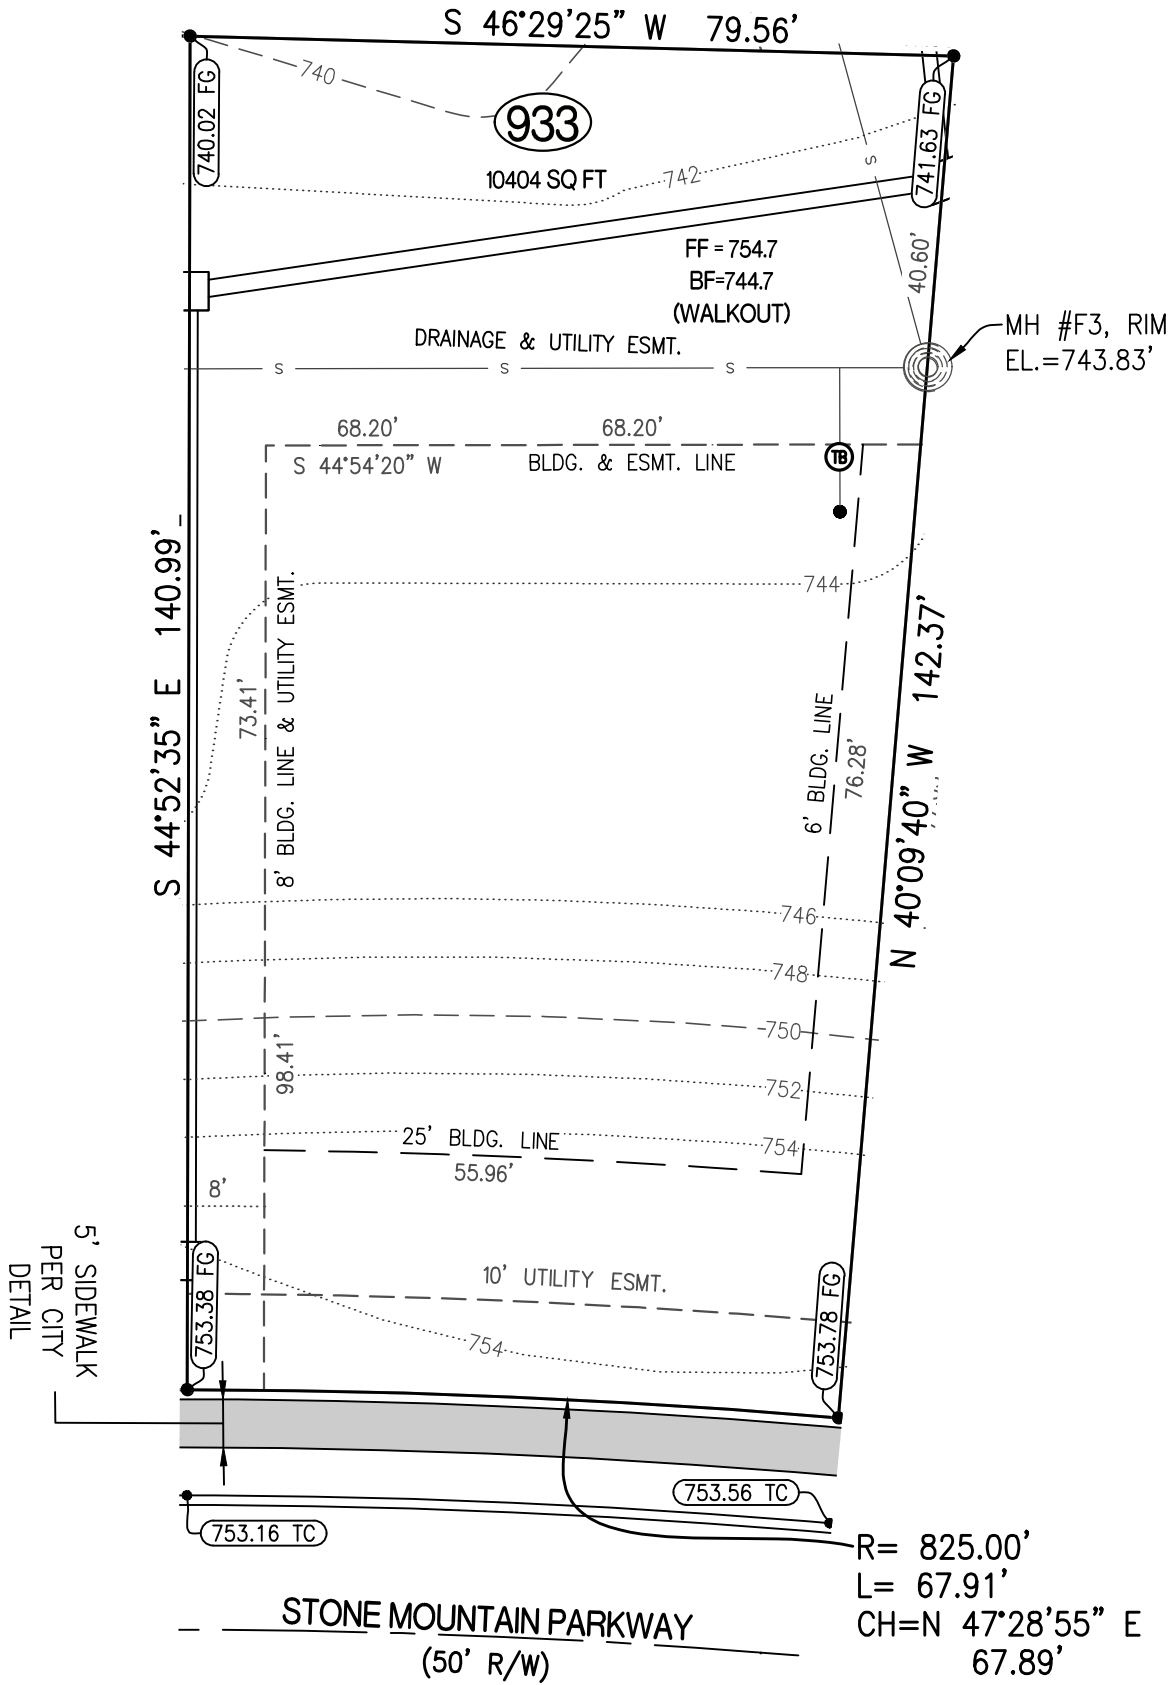 S 46°29'25" W 79.56'
740.02 FG
740
933
10404 SQ FT
742
S
741.63 FG
40.60'
FF = 754.7
BF=744.7
(WALKOUT)
MH #F3, RIM
EL.=743.83'
DRAINAGE & UTILITY ESMT.
S
S
S
68.20'
68.20'
S 44°54'20" W
BLDG. & ESMT. LINE
TB
744
S 44°52'35" E 140.99'
73.41'
8' BLDG. LINE & UTILITY ESMT.
6' BLDG. LINE
76.28'
N 40°09'40" W 142.37'
746
748
750
98.41'
752
25' BLDG. LINE
754
55.96'
8'
5' SIDEWALK
PER CITY
DETAIL
753.38 FG
10' UTILITY ESMT.
754
753.78 FG
753.56 TC
753.16 TC
R= 825.00'
L= 67.91'
CH=N 47°28'55" E
67.89'
STONE MOUNTAIN PARKWAY
(50' R/W)